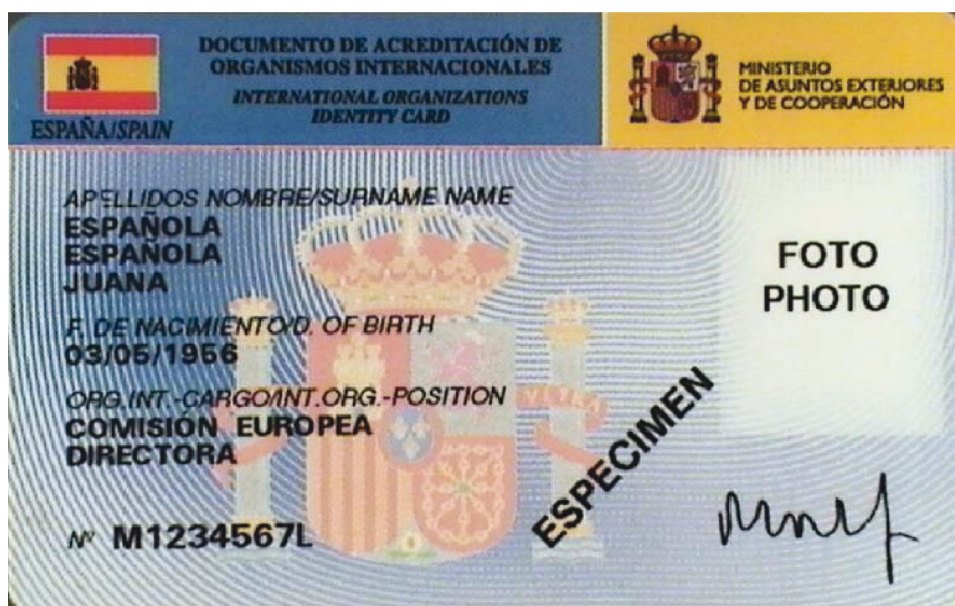 DOCUMENTO DE ACREDITACIÓN DE
ORGANISMOS INTERNACIONALES
INTERNATIONAL ORGANIZATIONS
IDENTITY CARD
ESPAÑA/SPAIN
MINISTERIO
DE ASUNTOS EXTERIORES
Y DE COOPERACIÓN
APELLIDOS NOMBRE/SURNAME NAME
ESPAÑOLA
ESPAÑOLA
JUANA
F. DE NACIMIENTO/D. OF BIRTH
03/05/1956
ORG.INT.-CARGO/INT.ORG.-POSITION
COMISIÓN EUROPEA
DIRECTORA
Nº M1234567L
FOTO
PHOTO
VLTRA
ESPECIMEN